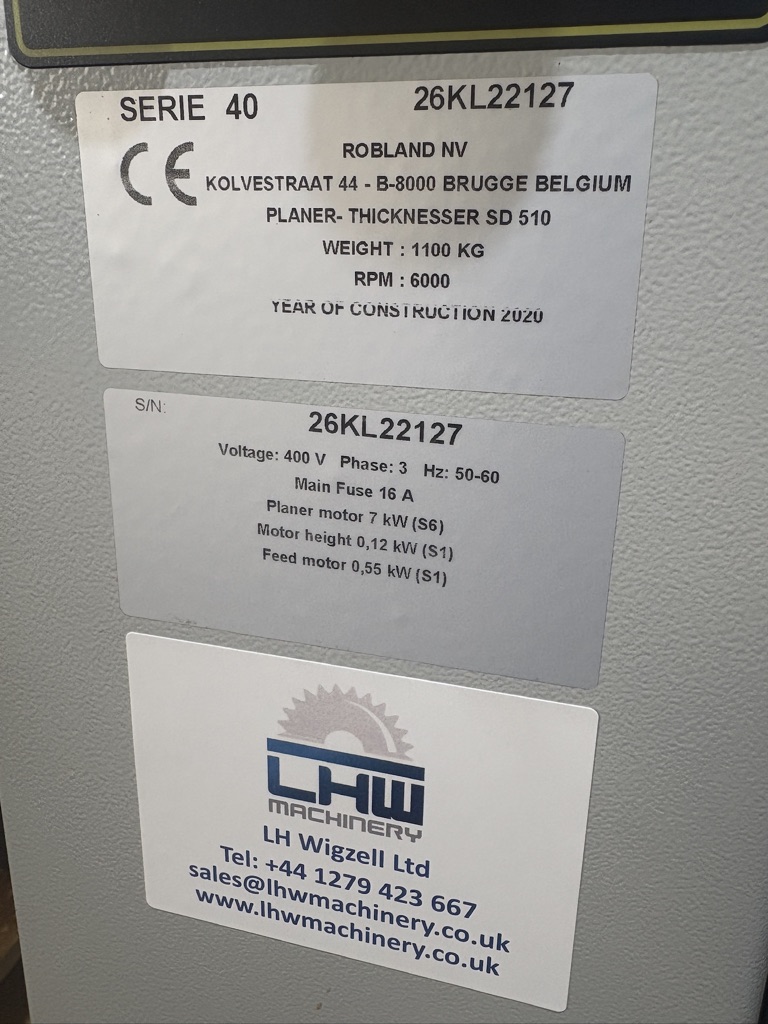 SERIE 40 26KL22127
CE
ROBLAND NV
KOLVESTRAAT 44 - B-8000 BRUGGE BELGIUM
PLANER- THICKNESSER SD 510
WEIGHT : 1100 KG
RPM : 6000
YEAR OF CONSTRUCTION 2020
S/N:
26KL22127
Voltage: 400 V Phase: 3 Hz: 50-60
Main Fuse 16 A
Planer motor 7 kW (S6)
Motor height 0,12 kW (S1)
Feed motor 0,55 kW (S1)
LHW
MACHINERY
LH Wigzell Ltd
Tel: +44 1279 423 667
sales@lhwmachinery.co.uk
www.lhwmachinery.co.uk